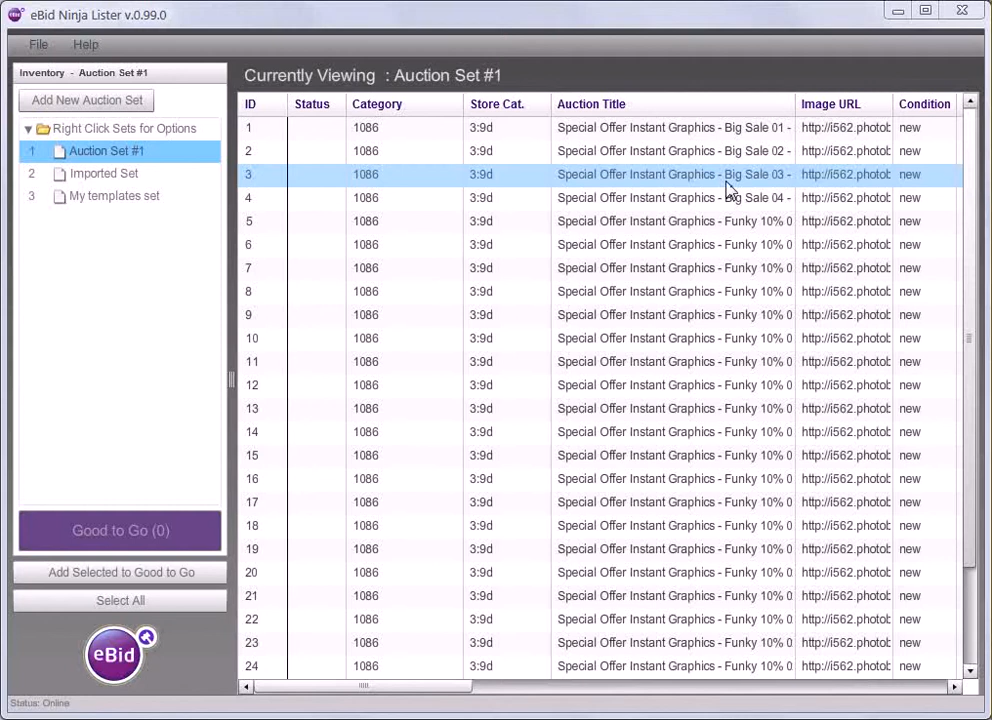 eBid Ninja Lister v.0.99.0
File Help
Inventory - Auction Set #1
Currently Viewing : Auction Set #1
Add New Auction Set
Right Click Sets for Options
1 Auction Set #1
2 Imported Set
3 My templates set
Good to Go (0)
Add Selected to Good to Go
Select All
eBid
Status: Online
ID Status Category Store Cat. Auction Title Image URL Condition
1 1086 3:9d Special Offer Instant Graphics - Big Sale 01 - http://i562.photob new
2 1086 3:9d Special Offer Instant Graphics - Big Sale 02 - http://i562.photob new
3 1086 3:9d Special Offer Instant Graphics - Big Sale 03 - http://i562.photob new
4 1086 3:9d Special Offer Instant Graphics - Big Sale 04 - http://i562.photob new
5 1086 3:9d Special Offer Instant Graphics - Funky 10% 0 http://i562.photob new
6 1086 3:9d Special Offer Instant Graphics - Funky 10% 0 http://i562.photob new
7 1086 3:9d Special Offer Instant Graphics - Funky 10% 0 http://i562.photob new
8 1086 3:9d Special Offer Instant Graphics - Funky 10% 0 http://i562.photob new
9 1086 3:9d Special Offer Instant Graphics - Funky 10% 0 http://i562.photob new
10 1086 3:9d Special Offer Instant Graphics - Funky 10% 0 http://i562.photob new
11 1086 3:9d Special Offer Instant Graphics - Funky 10% 0 http://i562.photob new
12 1086 3:9d Special Offer Instant Graphics - Funky 10% 0 http://i562.photob new
13 1086 3:9d Special Offer Instant Graphics - Funky 10% 0 http://i562.photob new
14 1086 3:9d Special Offer Instant Graphics - Funky 10% 0 http://i562.photob new
15 1086 3:9d Special Offer Instant Graphics - Funky 10% 0 http://i562.photob new
16 1086 3:9d Special Offer Instant Graphics - Funky 10% 0 http://i562.photob new
17 1086 3:9d Special Offer Instant Graphics - Funky 10% 0 http://i562.photob new
18 1086 3:9d Special Offer Instant Graphics - Funky 10% 0 http://i562.photob new
19 1086 3:9d Special Offer Instant Graphics - Funky 10% 0 http://i562.photob new
20 1086 3:9d Special Offer Instant Graphics - Funky 10% 0 http://i562.photob new
21 1086 3:9d Special Offer Instant Graphics - Funky 10% 0 http://i562.photob new
22 1086 3:9d Special Offer Instant Graphics - Funky 10% 0 http://i562.photob new
23 1086 3:9d Special Offer Instant Graphics - Funky 10% 0 http://i562.photob new
24 1086 3:9d Special Offer Instant Graphics - Funky 10% 0 http://i562.photob new